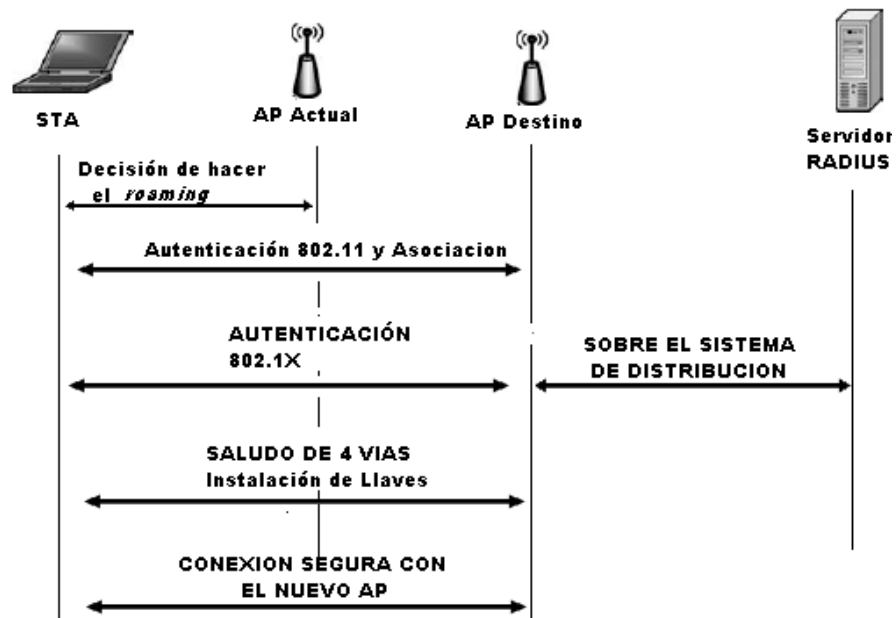 STA
AP Actual
AP Destino
Servidor
RADIUS
Decisión de hacer
el roaming
Autenticación 802.11 y Asociacion
AUTENTICACIÓN
802.1X
SOBRE EL SISTEMA
DE DISTRIBUCION
SALUDO DE 4 VIAS
Instalación de Llaves
CONEXION SEGURA CON
EL NUEVO AP